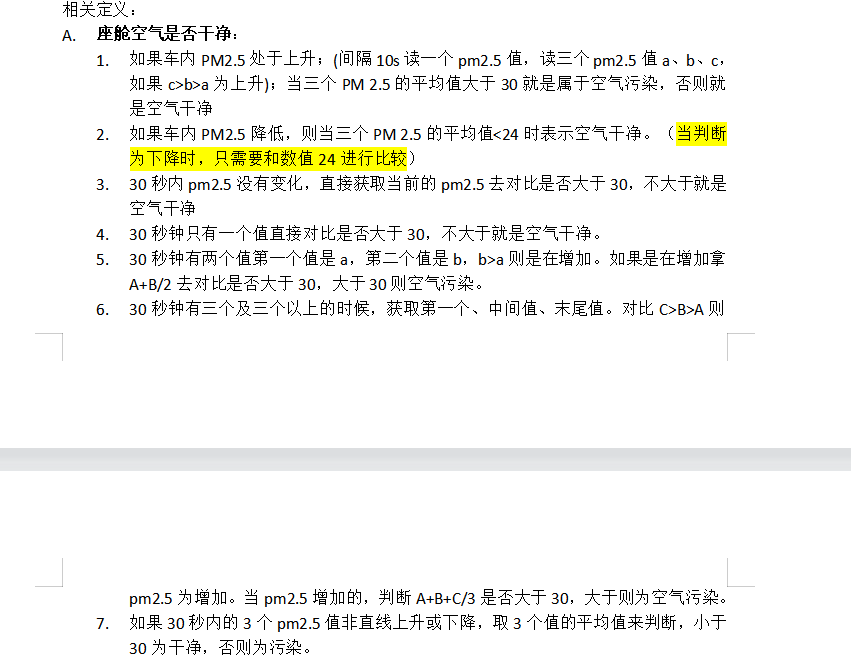 相关定义：
A. 座舱空气是否干净：
1. 如果车内 PM2.5 处于上升；(间隔 10s 读一个 pm2.5 值，读三个 pm2.5 值 a、b、c，
如果 c>b>a 为上升)；当三个 PM 2.5 的平均值大于 30 就是属于空气污染，否则就
是空气干净
2. 如果车内 PM2.5 降低，则当三个 PM 2.5 的平均值<24 时表示空气干净。（当判断
为下降时，只需要和数值 24 进行比较）
3. 30 秒内 pm2.5 没有变化，直接获取当前的 pm2.5 去对比是否大于 30，不大于就是
空气干净
4. 30 秒钟只有一个值直接对比是否大于 30，不大于就是空气干净。
5. 30 秒钟有两个值第一个值是 a，第二个值是 b，b>a 则是在增加。如果是在增加拿
A+B/2 去对比是否大于 30，大于 30 则空气污染。
6. 30 秒钟有三个及三个以上的时候，获取第一个、中间值、末尾值。对比 C>B>A 则
pm2.5 为增加。当 pm2.5 增加的，判断 A+B+C/3 是否大于 30，大于则为空气污染。
7. 如果 30 秒内的 3 个 pm2.5 值非直线上升或下降，取 3 个值的平均值来判断，小于
30 为干净，否则为污染。